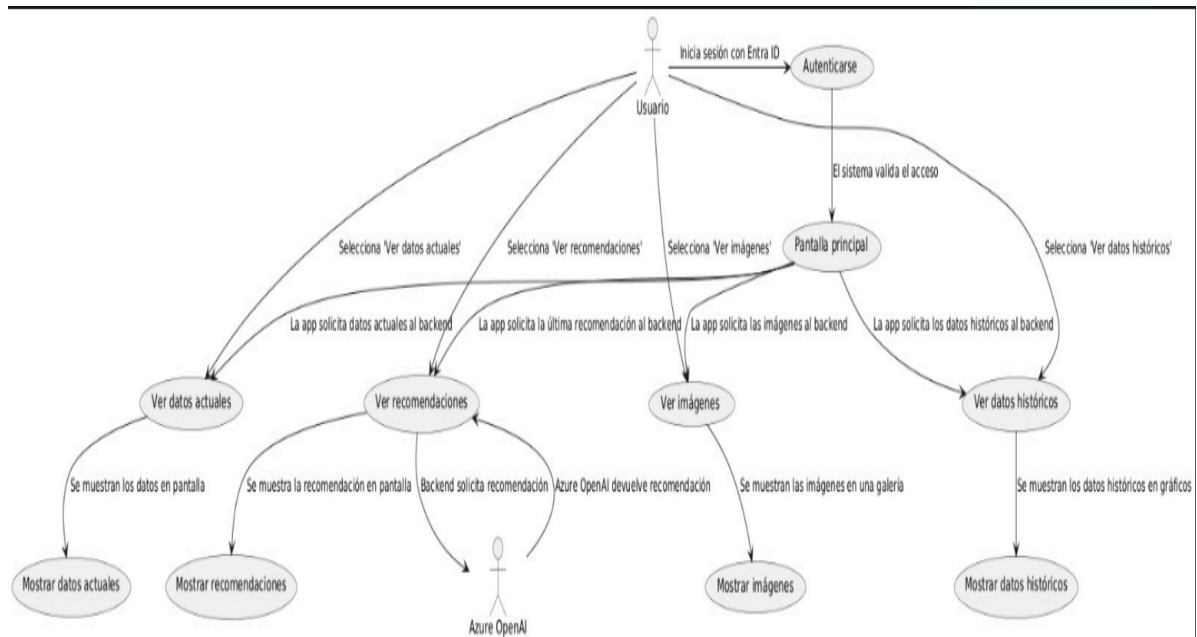 Inicia sesión con Entra ID
Autenticarse
Usuario
El sistema valida el acceso
Pantalla principal
Selecciona 'Ver datos actuales'
Selecciona 'Ver recomendaciones'
Selecciona 'Ver imágenes'
Selecciona 'Ver datos históricos'
La app solicita datos actuales al backend
La app solicita la última recomendación al backend
La app solicita las imágenes al backend
La app solicita los datos históricos al backend
Ver datos actuales
Ver recomendaciones
Ver imágenes
Ver datos históricos
Se muestran los datos en pantalla
Se muestra la recomendación en pantalla
Backend solicita recomendación
Azure OpenAI devuelve recomendación
Se muestran las imágenes en una galería
Se muestran los datos históricos en gráficos
Mostrar datos actuales
Mostrar recomendaciones
Mostrar imágenes
Mostrar datos históricos
Azure OpenAI